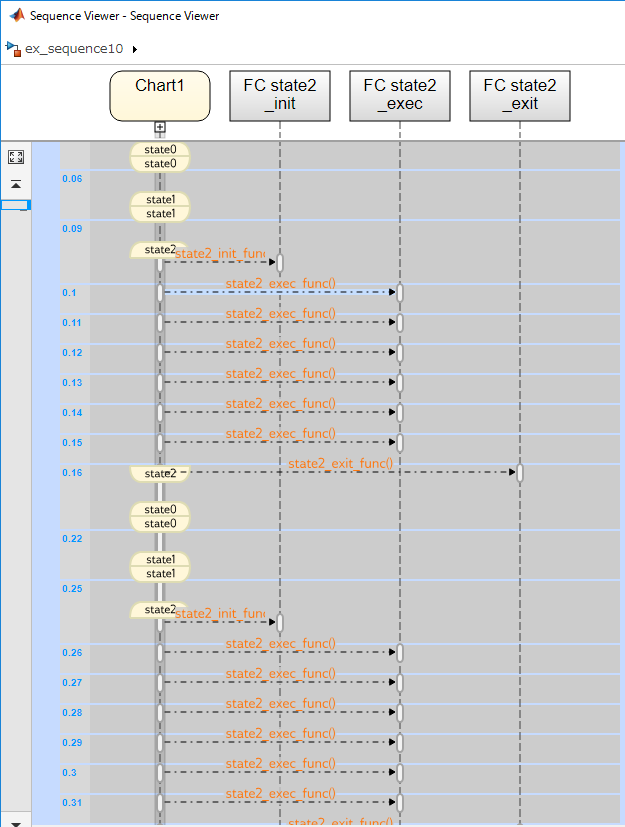 Sequence Viewer - Sequence Viewer
ex_sequence10
Chart1
FC state2
_init
FC state2
_exec
FC state2
_exit
state0
state0
0.06
state1
state1
0.09
state2
state2_init_func
state2_exec_func()
0.1
state2_exec_func()
0.11
state2_exec_func()
0.12
state2_exec_func()
0.13
state2_exec_func()
0.14
state2_exec_func()
0.15
state2_exit_func()
0.16
state2
state0
state0
0.22
state1
state1
0.25
state2
state2_init_func
state2_exec_func()
0.26
state2_exec_func()
0.27
state2_exec_func()
0.28
state2_exec_func()
0.29
state2_exec_func()
0.3
state2_exec_func()
0.31
state2_exit_func()